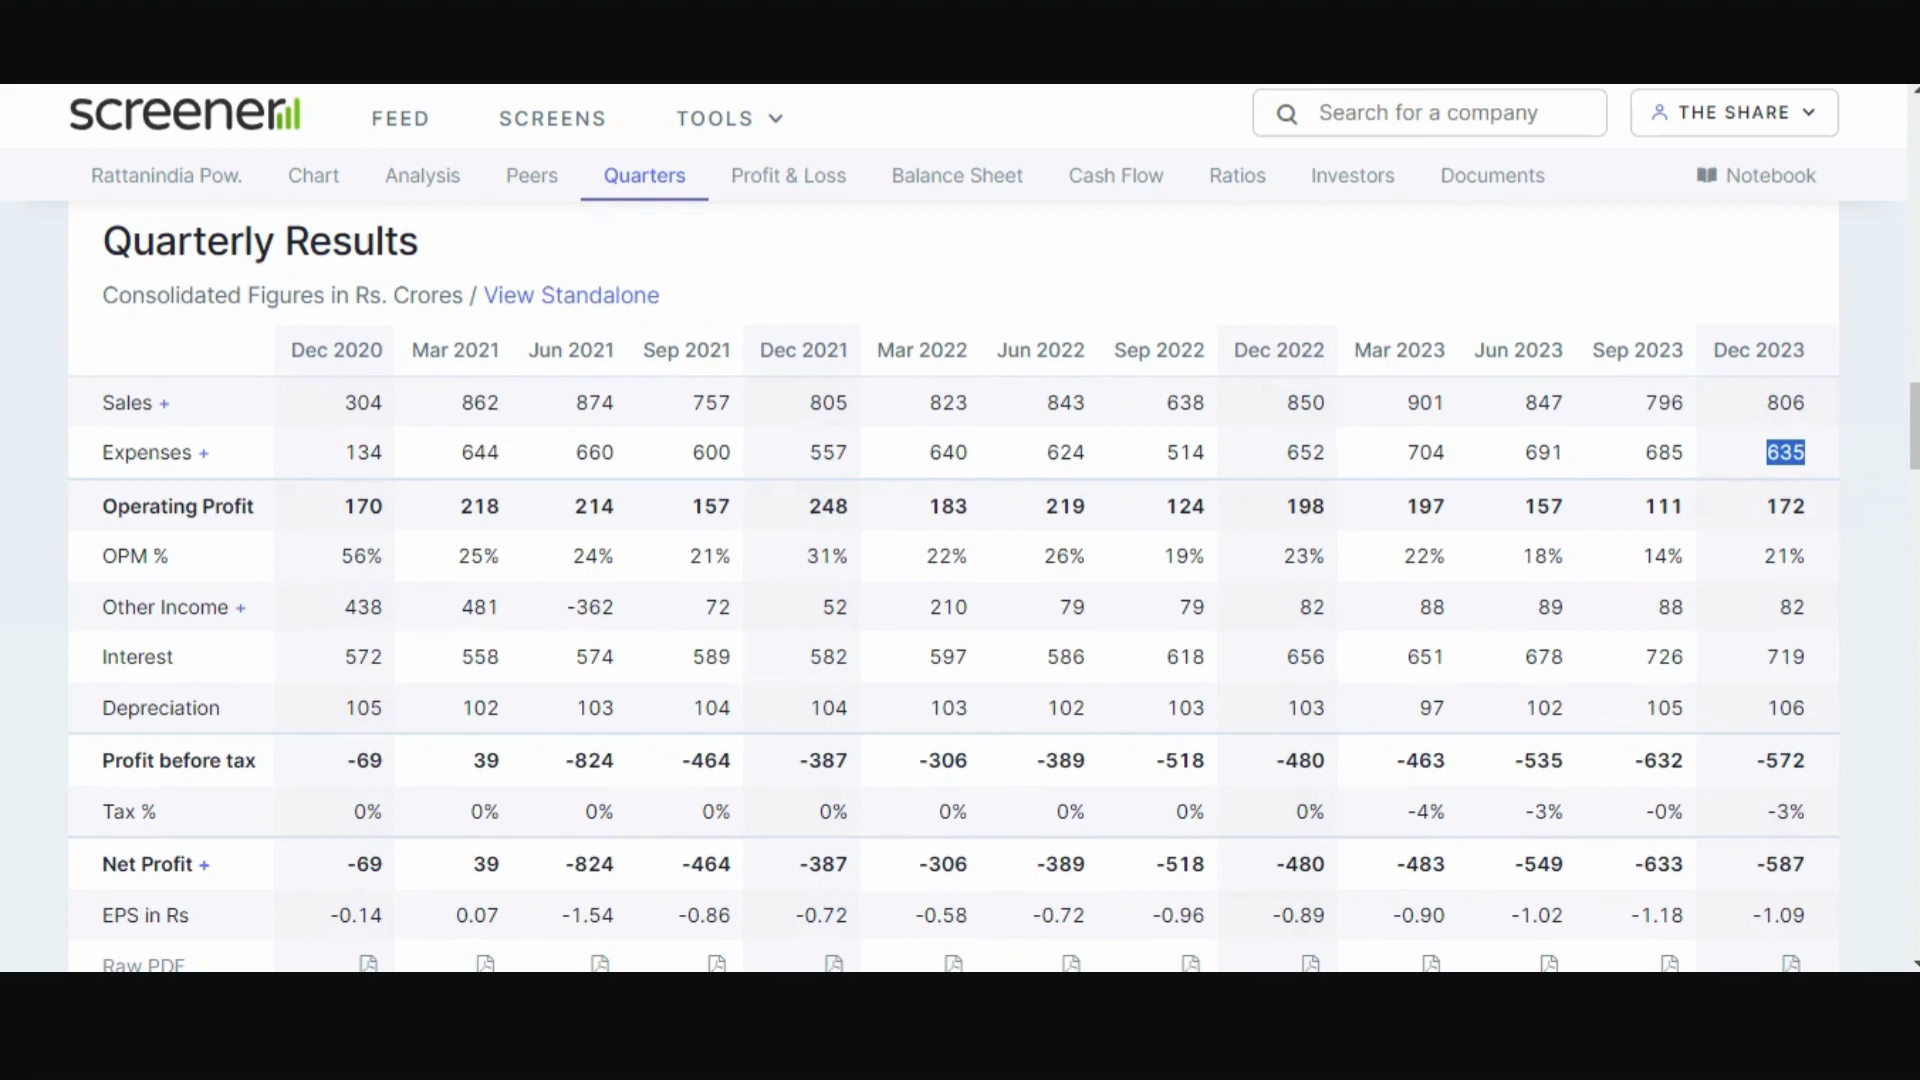 screener FEED SCREENS TOOLS Search for a company THE SHARE
Rattanindia Pow. Chart Analysis Peers Quarters Profit & Loss Balance Sheet Cash Flow Ratios Investors Documents Notebook
Quarterly Results
Consolidated Figures in Rs. Crores / View Standalone
Dec 2020 Mar 2021 Jun 2021 Sep 2021 Dec 2021 Mar 2022 Jun 2022 Sep 2022 Dec 2022 Mar 2023 Jun 2023 Sep 2023 Dec 2023
Sales + 304 862 874 757 805 823 843 638 850 901 847 796 806
Expenses + 134 644 660 600 557 640 624 514 652 704 691 685 635
Operating Profit 170 218 214 157 248 183 219 124 198 197 157 111 172
OPM % 56% 25% 24% 21% 31% 22% 26% 19% 23% 22% 18% 14% 21%
Other Income + 438 481 -362 72 52 210 79 79 82 88 89 88 82
Interest 572 558 574 589 582 597 586 618 656 651 678 726 719
Depreciation 105 102 103 104 104 103 102 103 103 97 102 105 106
Profit before tax -69 39 -824 -464 -387 -306 -389 -518 -480 -463 -535 -632 -572
Tax % 0% 0% 0% 0% 0% 0% 0% 0% 0% -4% -3% -0% -3%
Net Profit + -69 39 -824 -464 -387 -306 -389 -518 -480 -483 -549 -633 -587
EPS in Rs -0.14 0.07 -1.54 -0.86 -0.72 -0.58 -0.72 -0.96 -0.89 -0.90 -1.02 -1.18 -1.09
Raw PDF